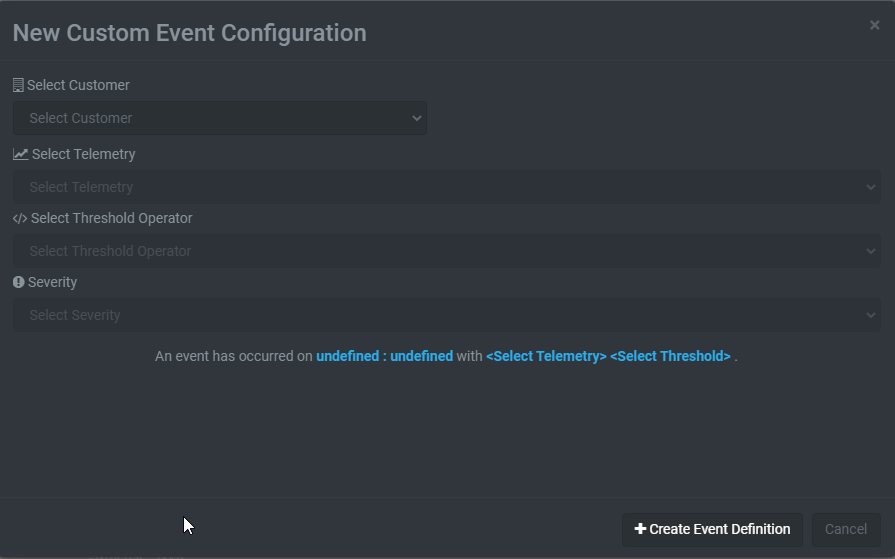 New Custom Event Configuration
×
Select Customer
Select Customer
Select Telemetry
Select Telemetry
</> Select Threshold Operator
Select Threshold Operator
Severity
Select Severity
An event has occurred on undefined : undefined with <Select Telemetry> <Select Threshold> .
Create Event Definition
Cancel